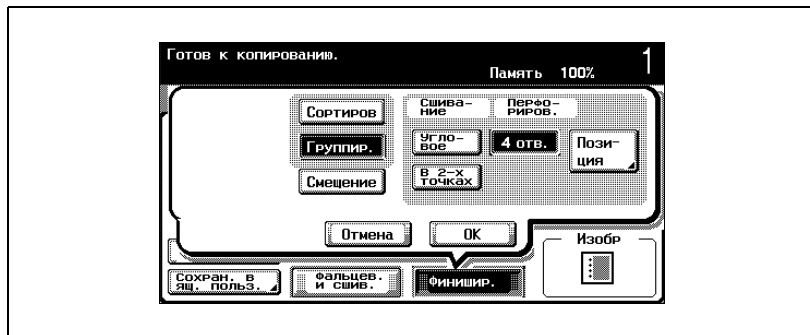 Готов к копированию.
1
Память 100%
Сортиров
Группир.
Смещение
Сшива-
ние
Перфо-
риров.
Угло-
вое
4 отв.
Пози-
ция
В 2-х
точках
Отмена
OK
Изобр
Сохран. в
ящ. польз.
Фальцев.
и сшив.
Финишир.